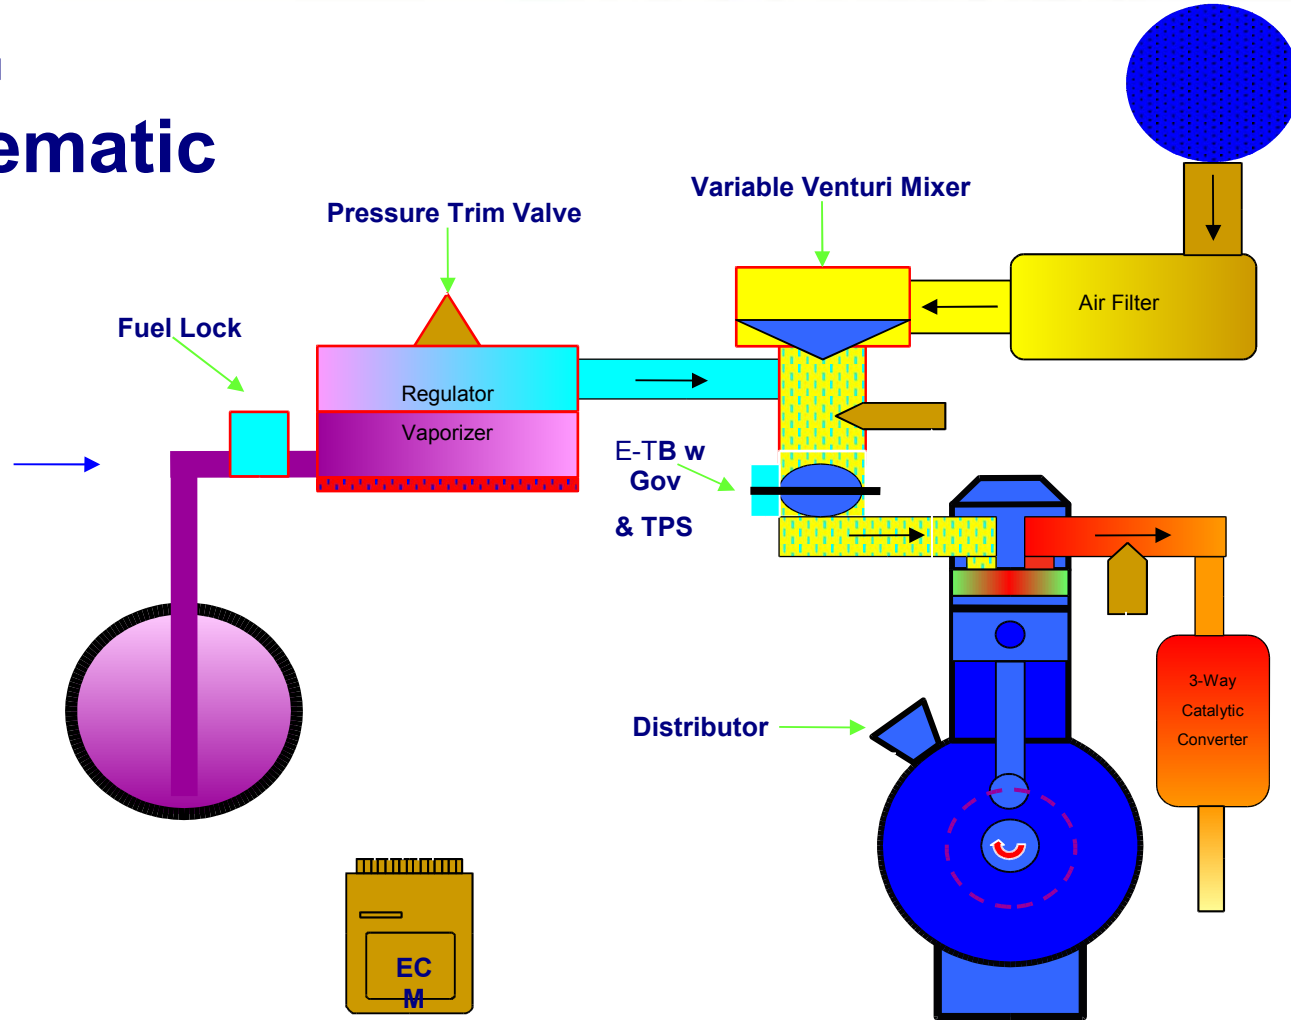 ematic
Variable Venturi Mixer
Pressure Trim Valve
Air Filter
Fuel Lock
Regulator
Vaporizer
E-TB w
Gov
& TPS
3-Way
Catalytic
Converter
Distributor
EC
M